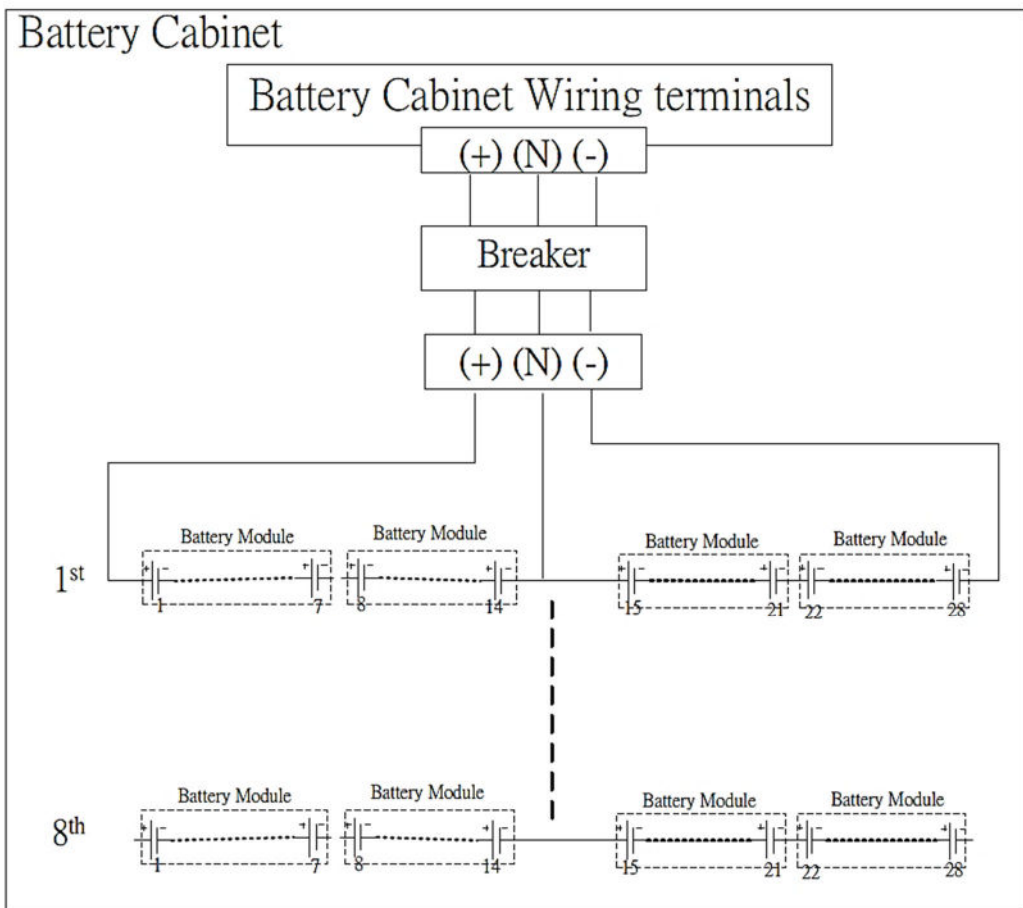 Battery Cabinet
Battery Cabinet Wiring terminals
(+) (N) (-)
Breaker
(+) (N) (-)
Battery Module Battery Module Battery Module Battery Module
1st
+ - + - + - + - + - + - + - + -
1 7 8 14 15 21 22 28
Battery Module Battery Module Battery Module Battery Module
8th
+ - + - + - + - + - + - + - + -
1 7 8 14 15 21 22 28